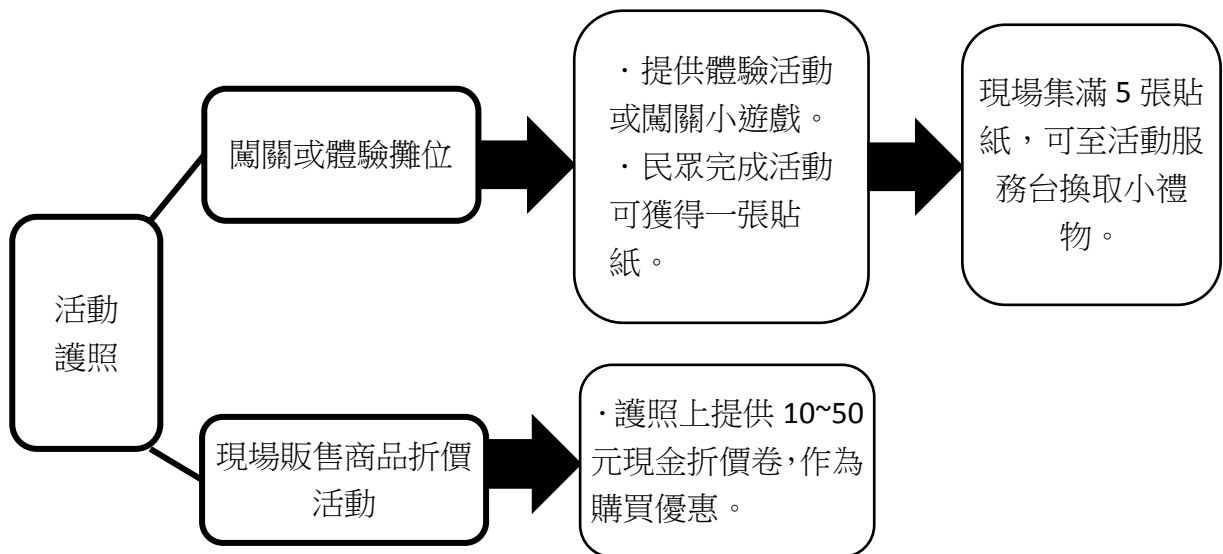 活動
護照
闖關或體驗攤位
．提供體驗活動
或闖關小遊戲。
．民眾完成活動
可獲得一張貼
紙。
現場集滿 5 張貼
紙，可至活動服
務台換取小禮
物。
現場販售商品折價
活動
．護照上提供 10~50
元現金折價卷，作為
購買優惠。